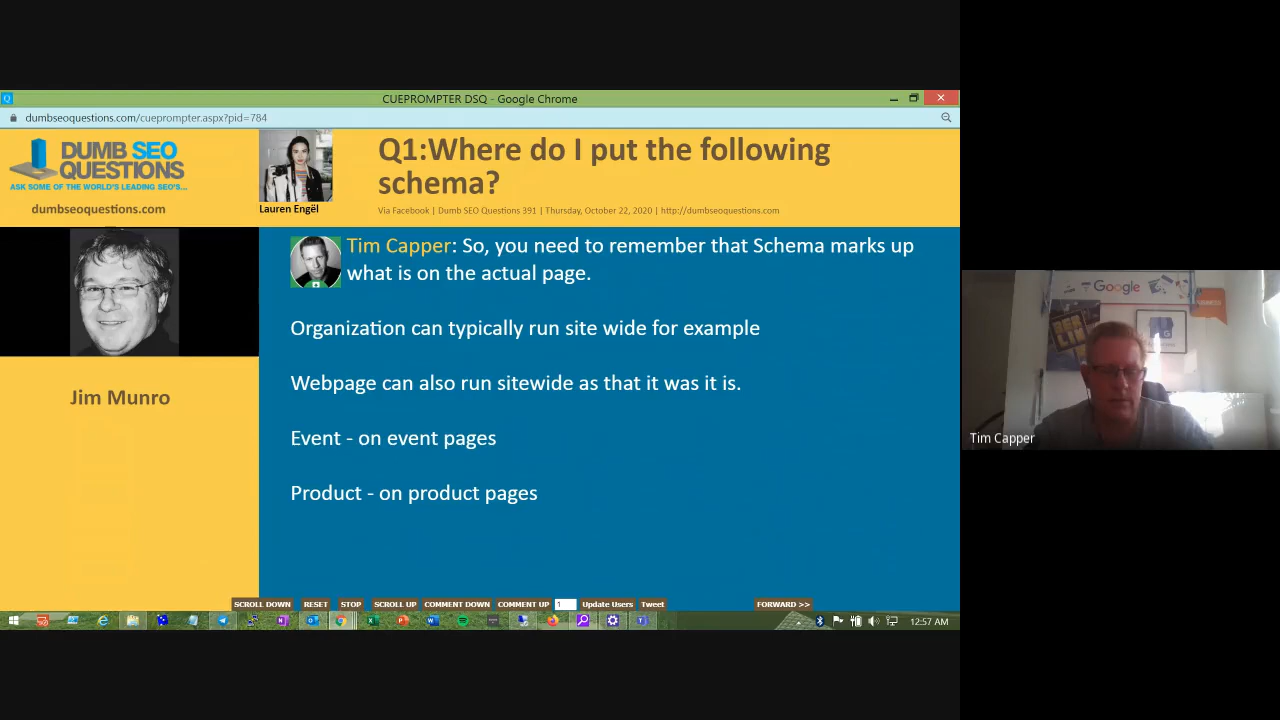 CUEPROMPTER DSQ - Google Chrome
dumbseoquestions.com/cueprompter.aspx?pid=784
DUMB SEO
QUESTIONS
ASK SOME OF THE WORLD'S LEADING SEO'S...
dumbseoquestions.com
Lauren Engël
Q1:Where do I put the following
schema?
Via Facebook | Dumb SEO Questions 391 | Thursday, October 22, 2020 | http://dumbseoquestions.com
Jim Munro
Tim Capper: So, you need to remember that Schema marks up
what is on the actual page.
Organization can typically run site wide for example
Webpage can also run sitewide as that it was it is.
Event - on event pages
Product - on product pages
SCROLL DOWN RESET STOP SCROLL UP COMMENT DOWN COMMENT UP 1 Update Users Tweet FORWARD >>
12:57 AM
Google
Tim Capper